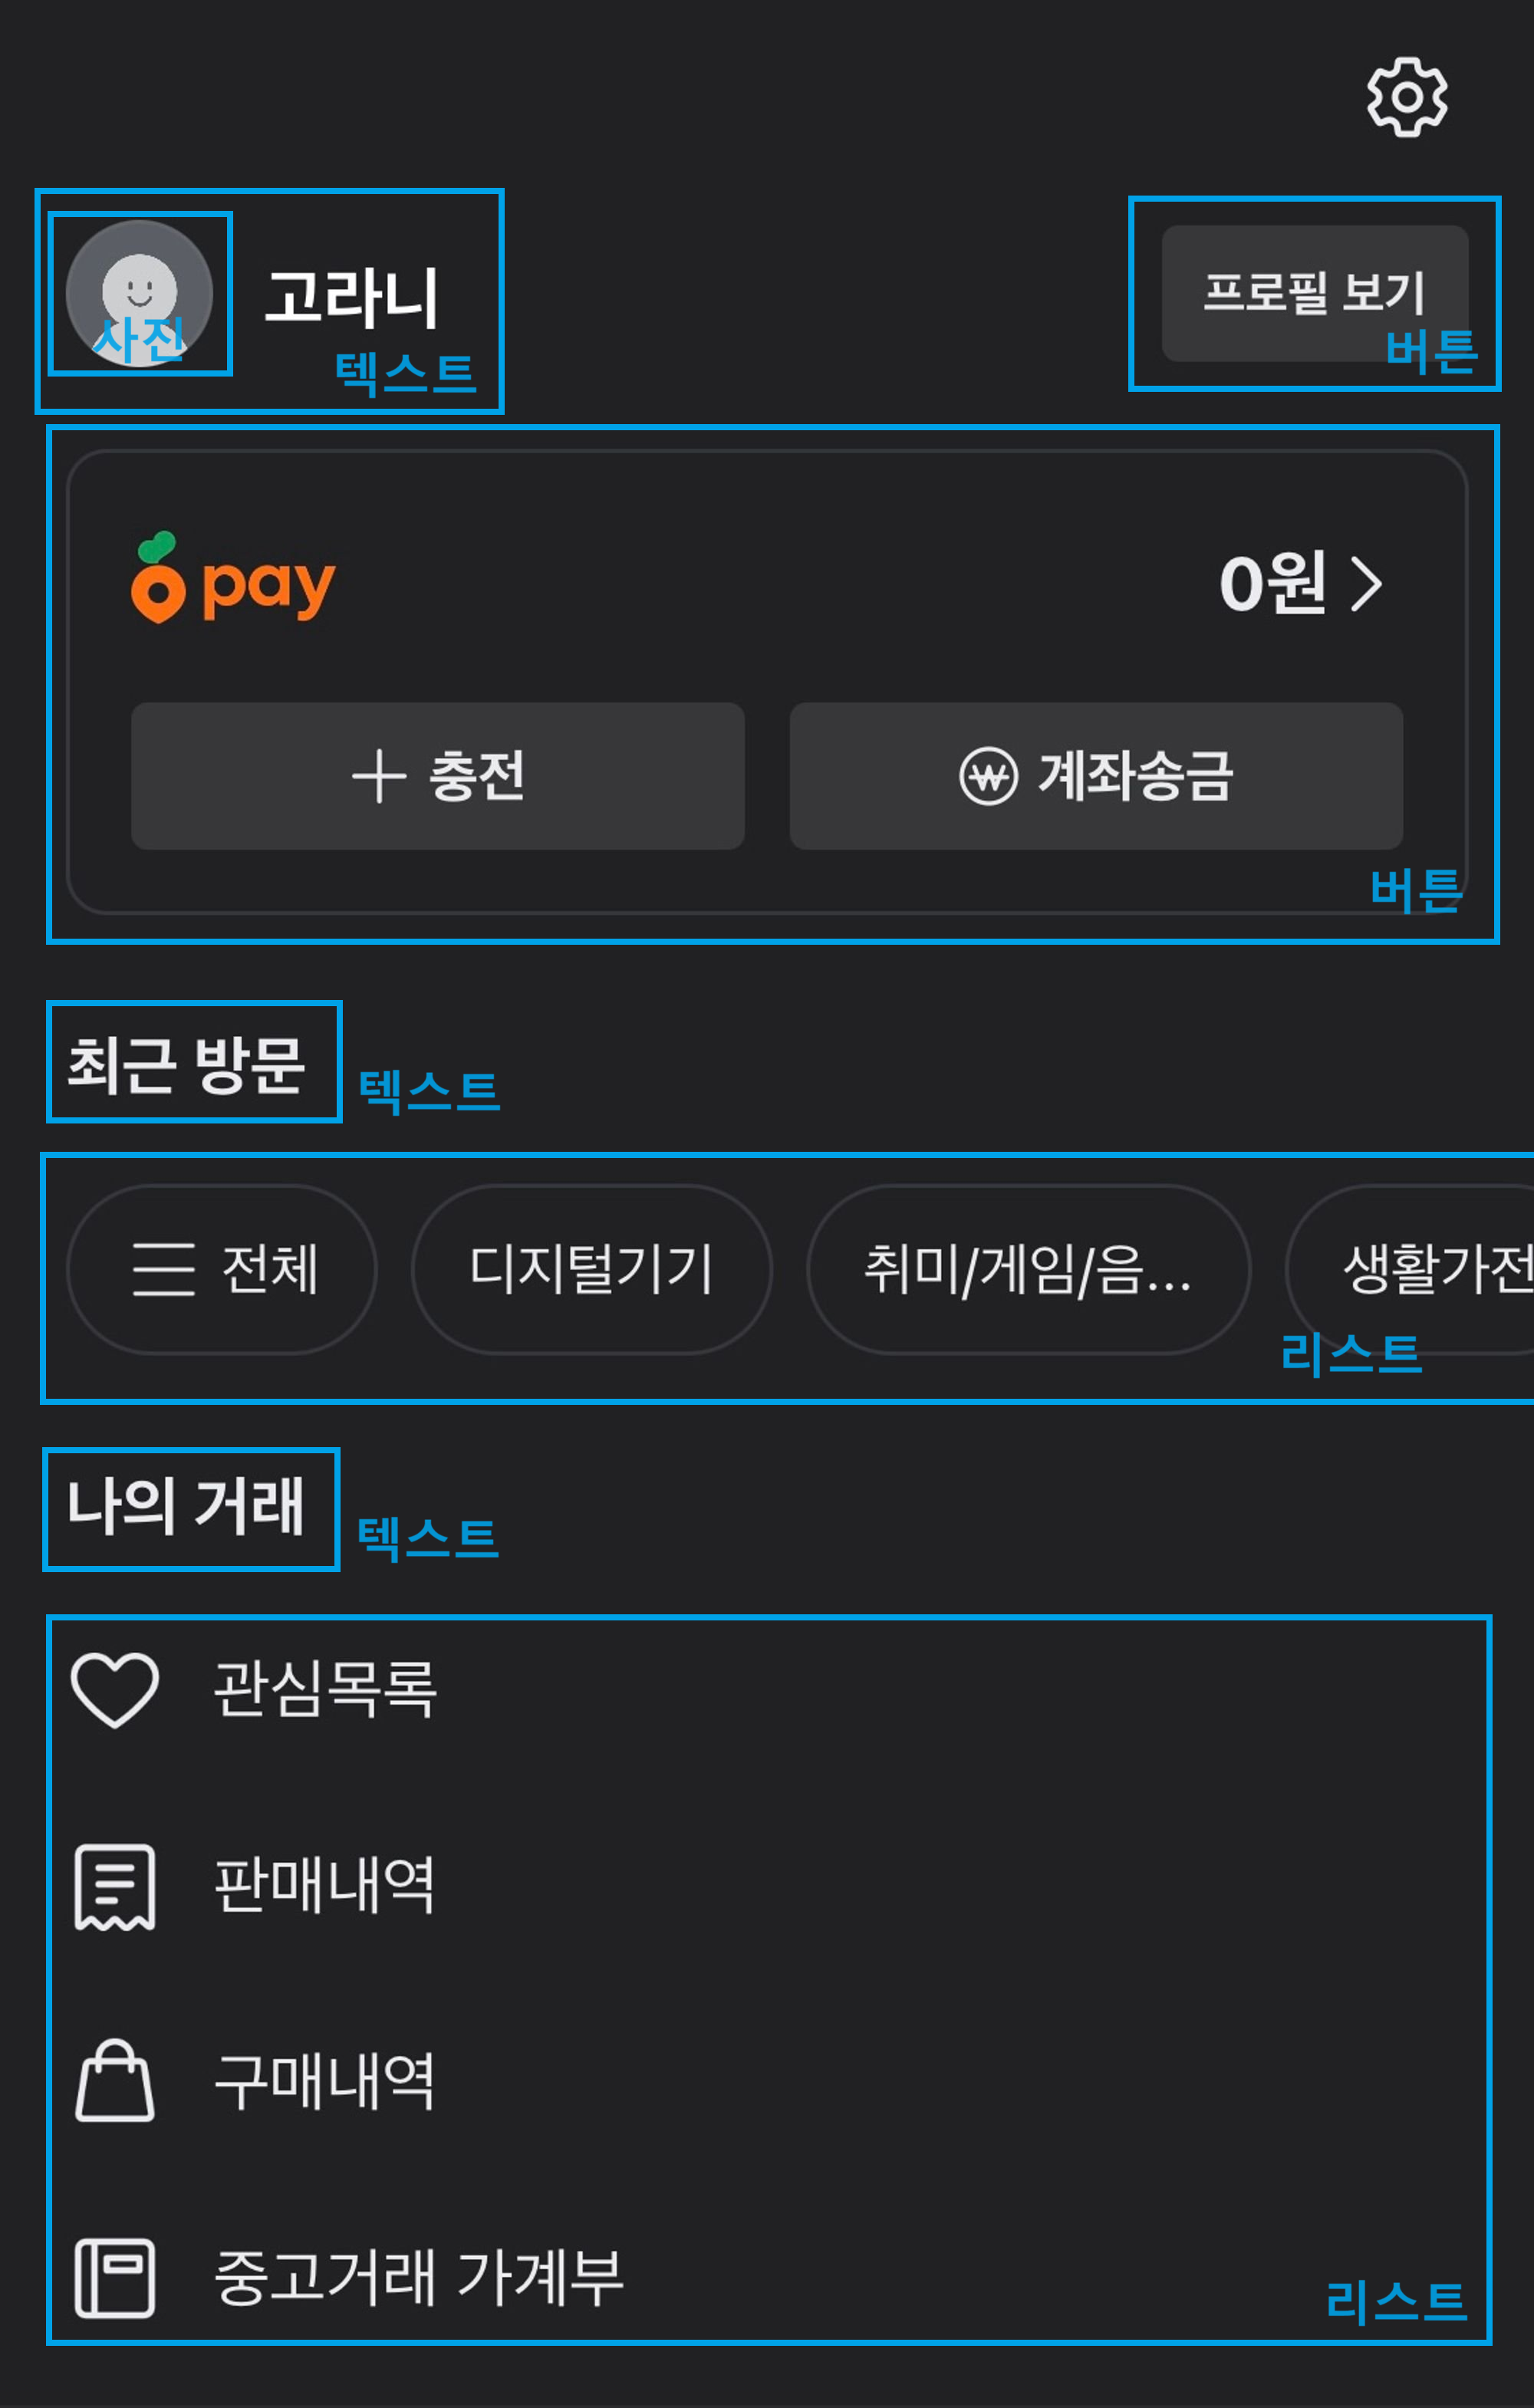 고라니
프로필 보기
사진
텍스트
버튼
pay
0원
충전
계좌송금
버튼
최근 방문
텍스트
전체
디지털기기
취미/게임/음...
생활가전
리스트
나의 거래
텍스트
관심목록
판매내역
구매내역
중고거래 가계부
리스트